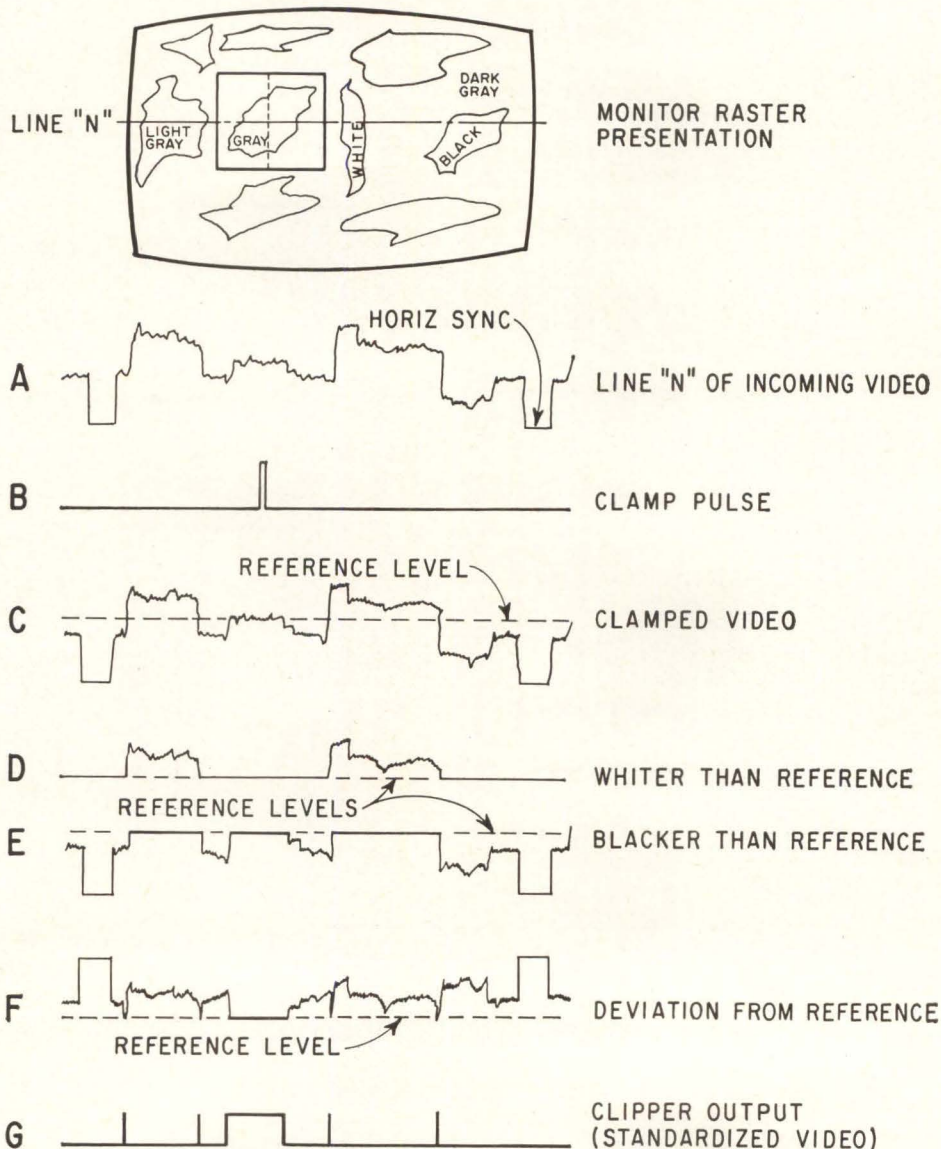 LINE "N"
LIGHT
GRAY
GRAY
WHITE
DARK
GRAY
BLACK
MONITOR RASTER
PRESENTATION
HORIZ SYNC
A
LINE "N" OF INCOMING VIDEO
B
CLAMP PULSE
REFERENCE LEVEL
C
CLAMPED VIDEO
D
WHITER THAN REFERENCE
REFERENCE LEVELS
E
BLACKER THAN REFERENCE
F
DEVIATION FROM REFERENCE
REFERENCE LEVEL
G
CLIPPER OUTPUT
(STANDARDIZED VIDEO)